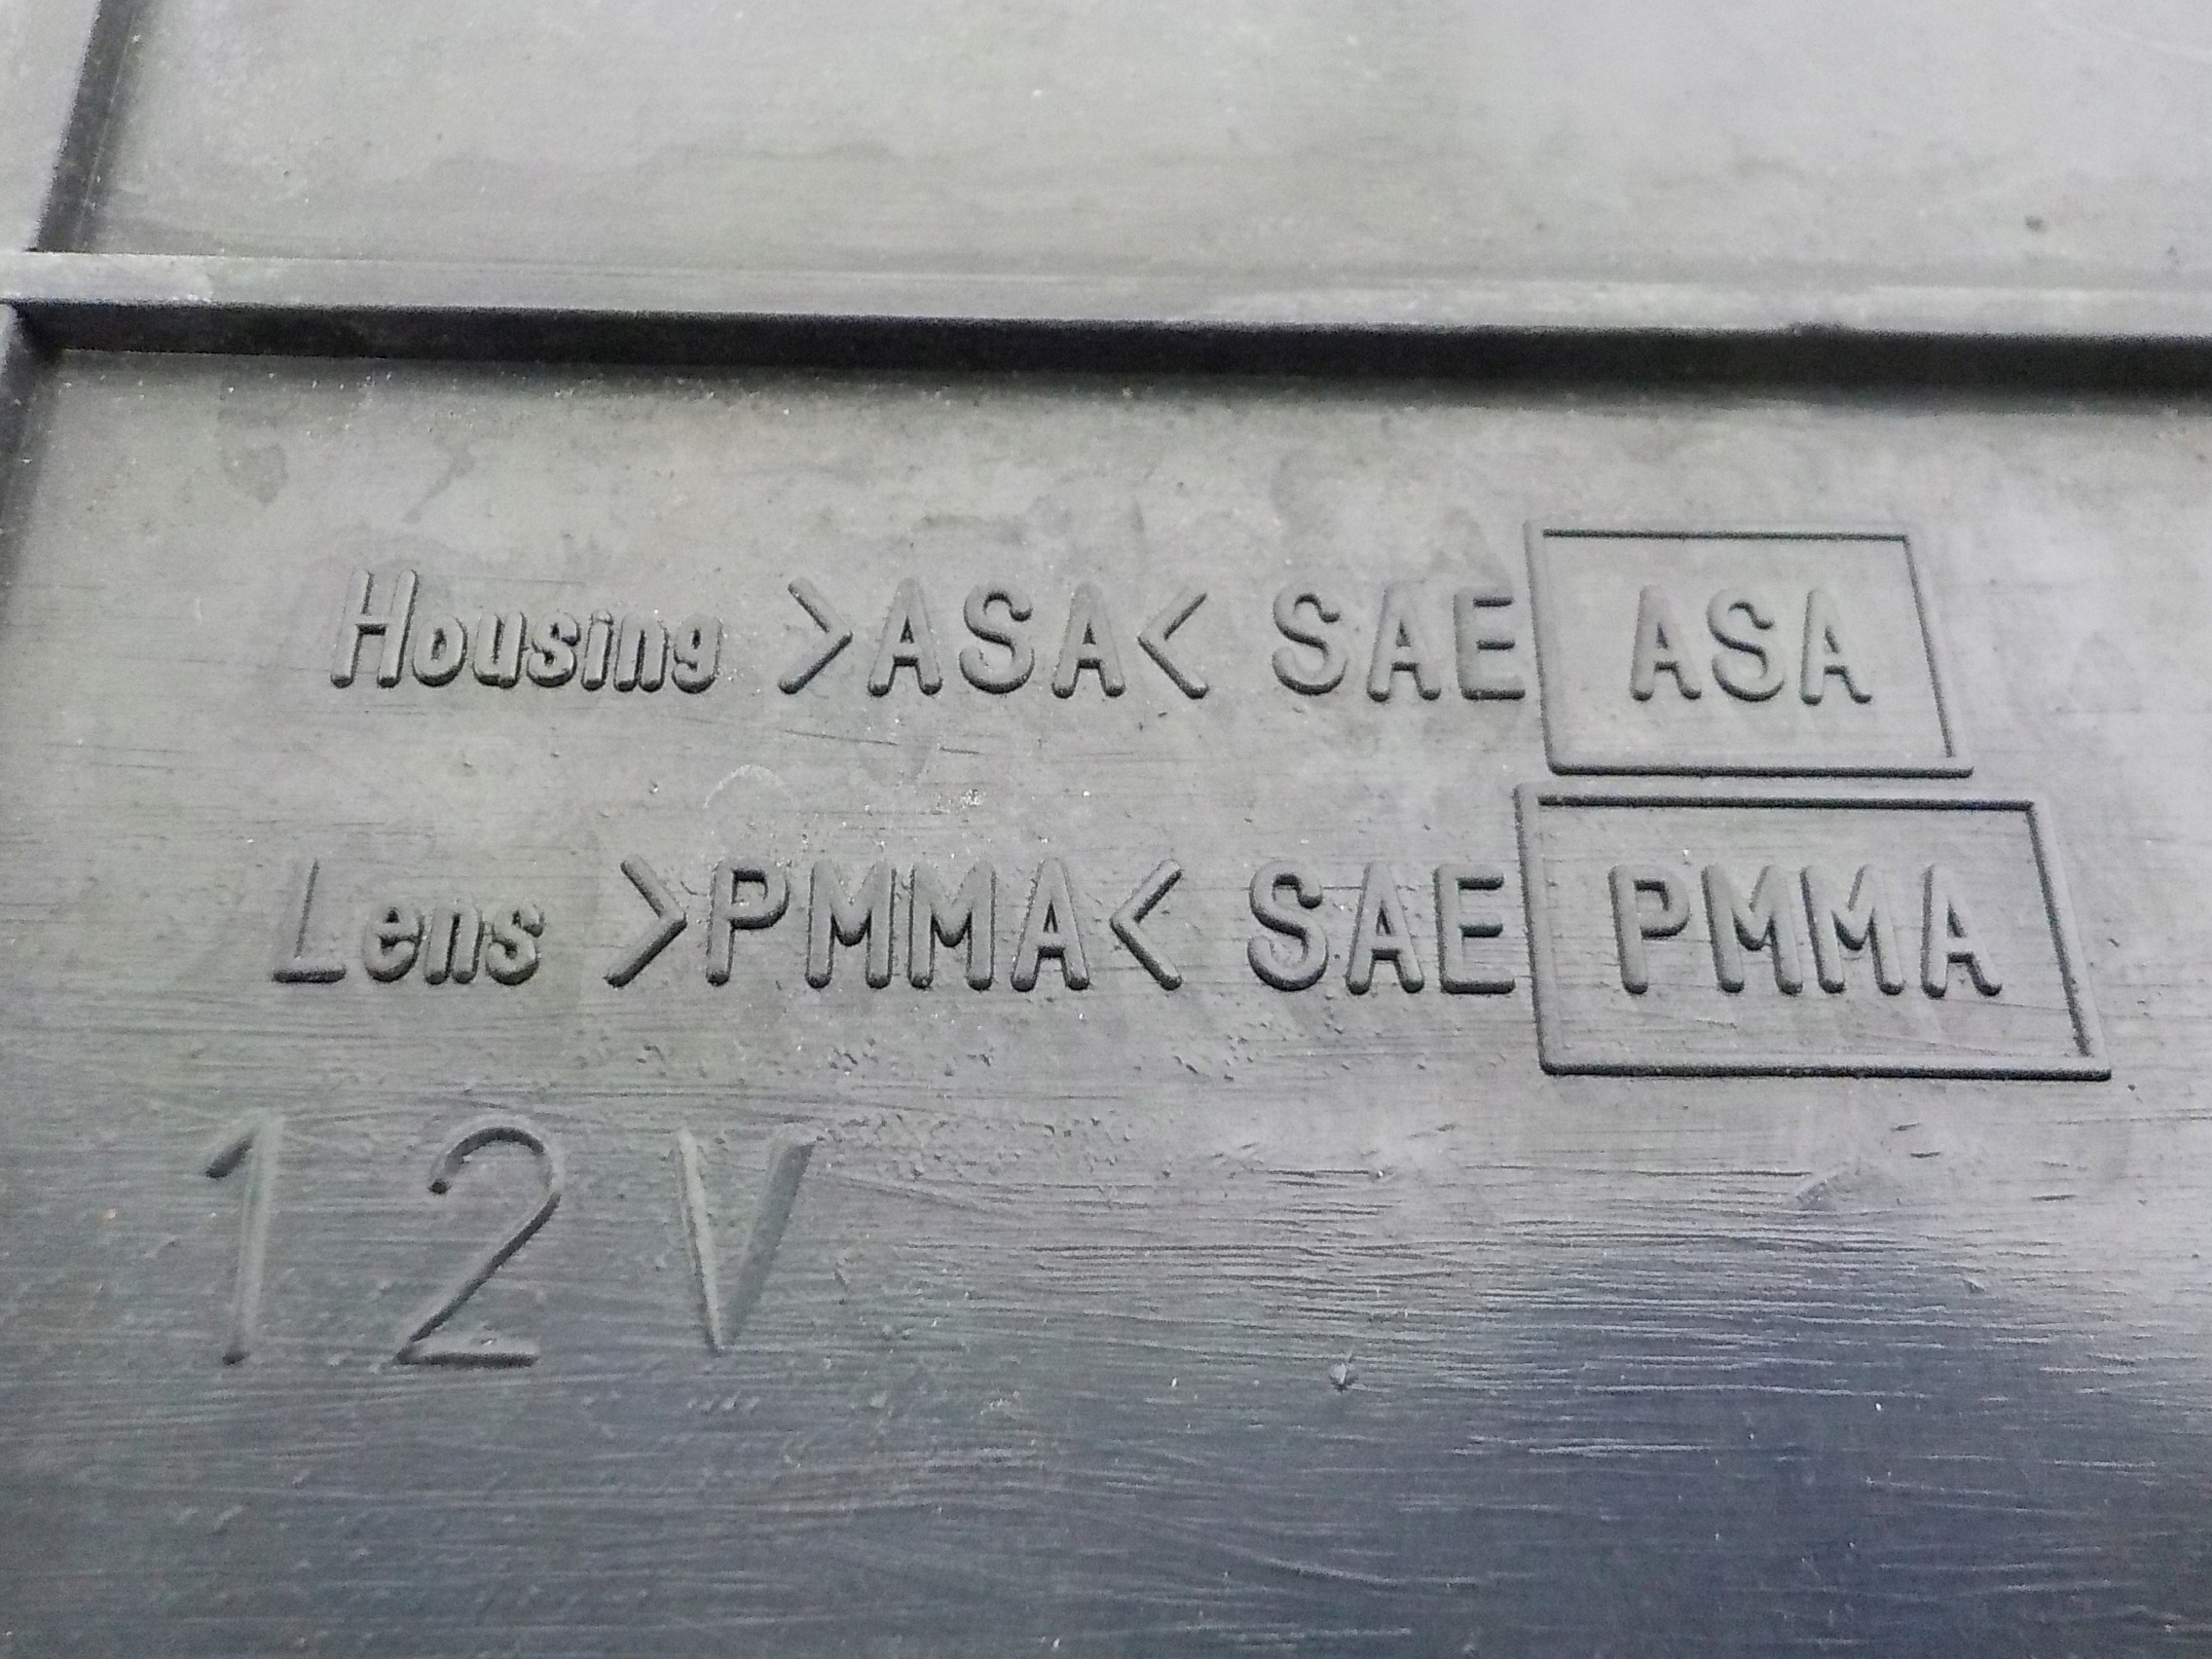 Housing >ASA< SAE ASA
Lens >PMMA< SAE PMMA
12V